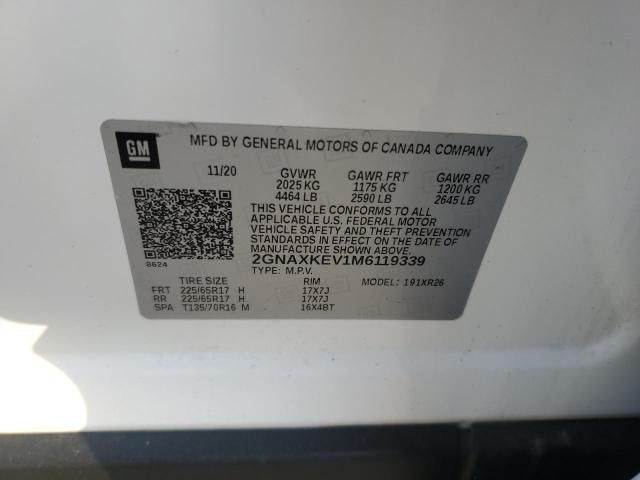 GM
MFD BY GENERAL MOTORS OF CANADA COMPANY
11/20 GVWR GAWR FRT GAWR RR
2025 KG 1175 KG 1200 KG
4464 LB 2590 LB 2645 LB
THIS VEHICLE CONFORMS TO ALL
APPLICABLE U.S. FEDERAL MOTOR
VEHICLE SAFETY, BUMPER, AND THEFT
PREVENTION STANDARDS IN EFFECT ON
THE DATE OF MANUFACTURE SHOWN ABOVE.
8624
2GNAXKEV1M6119339
TYPE: M.P.V. MODEL: 191XR26
TIRE SIZE RIM
FRT 225/65R17 H 17X7J
RR 225/65R17 H 17X7J
SPA T135/70R16 M 16X4BT